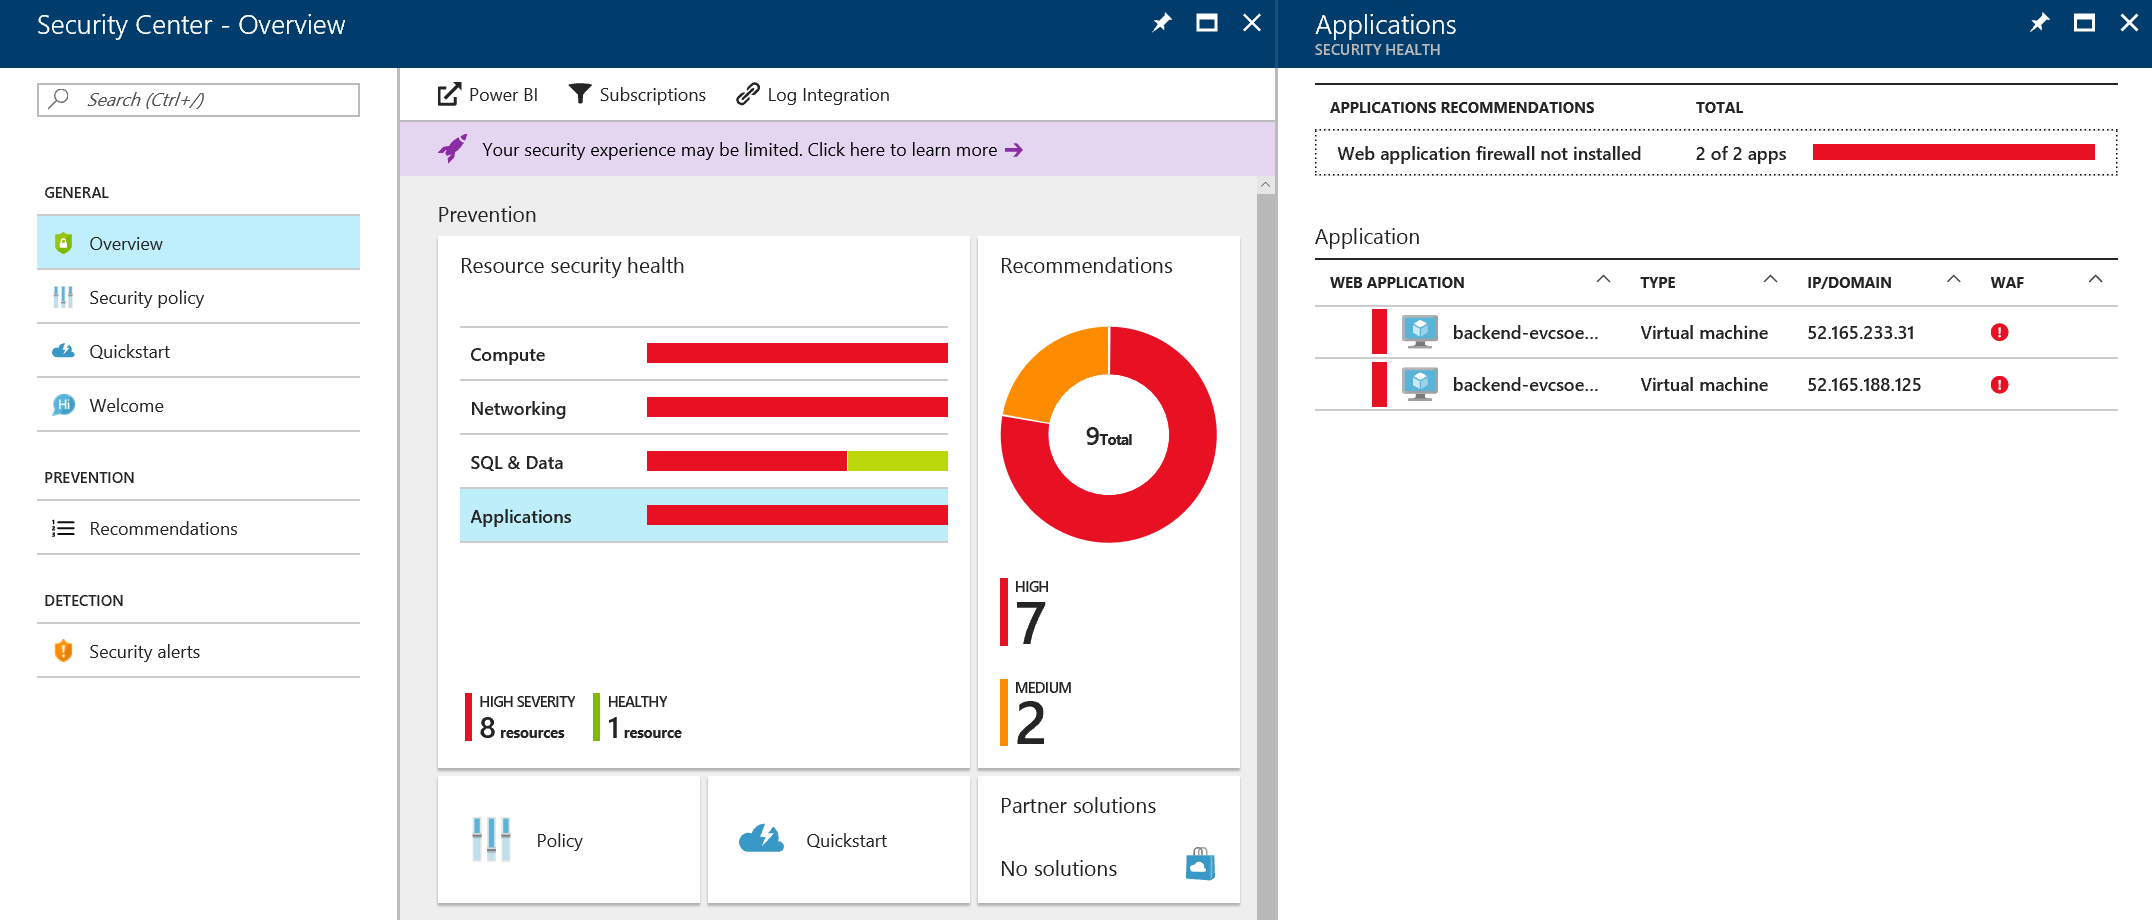 Security Center - Overview
Search (Ctrl+/)
GENERAL
Overview
Security policy
Quickstart
Welcome
PREVENTION
Recommendations
DETECTION
Security alerts
Power BI
Subscriptions
Log Integration
Your security experience may be limited. Click here to learn more
Prevention
Resource security health
Compute
Networking
SQL & Data
Applications
HIGH SEVERITY
8 resources
HEALTHY
1 resource
Recommendations
9 Total
HIGH
7
MEDIUM
2
Policy
Quickstart
Partner solutions
No solutions
Applications
SECURITY HEALTH
APPLICATIONS RECOMMENDATIONS TOTAL
Web application firewall not installed 2 of 2 apps
Application
WEB APPLICATION TYPE IP/DOMAIN WAF
backend-evcsoe... Virtual machine 52.165.233.31
backend-evcsoe... Virtual machine 52.165.188.125